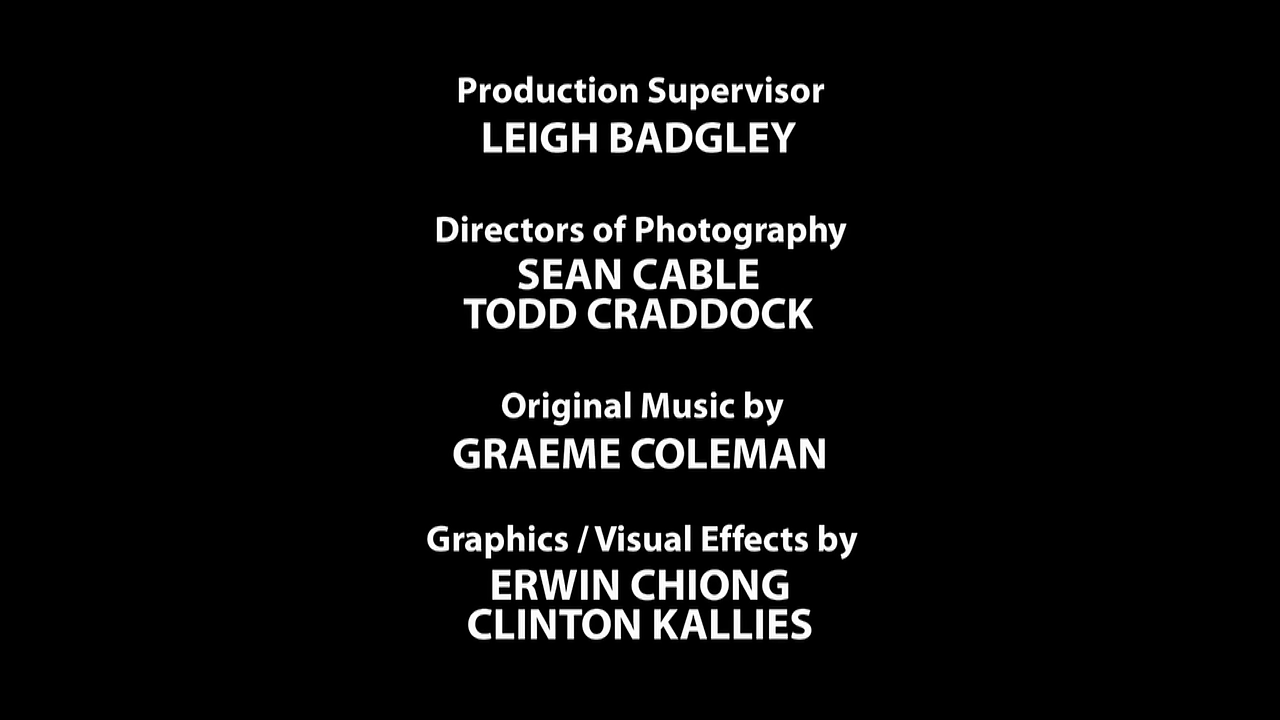 Production Supervisor
LEIGH BADGLEY
Directors of Photography
SEAN CABLE
TODD CRADDOCK
Original Music by
GRAEME COLEMAN
Graphics / Visual Effects by
ERWIN CHIONG
CLINTON KALLIES